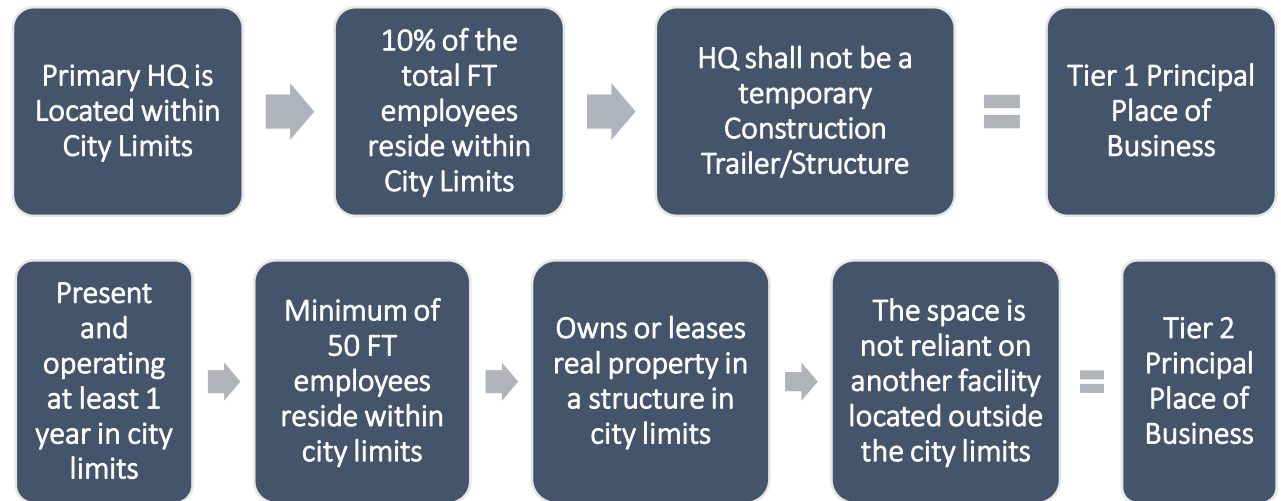 Primary HQ is
Located within
City Limits
10% of the
total FT
employees
reside within
City Limits
HQ shall not be a
temporary
Construction
Trailer/Structure
Tier 1 Principal
Place of
Business
Present
and
operating
at least 1
year in city
limits
Minimum of
50 FT
employees
reside within
city limits
Owns or leases
real property in
a structure in
city limits
The space is
not reliant on
another facility
located outside
the city limits
Tier 2
Principal
Place of
Business